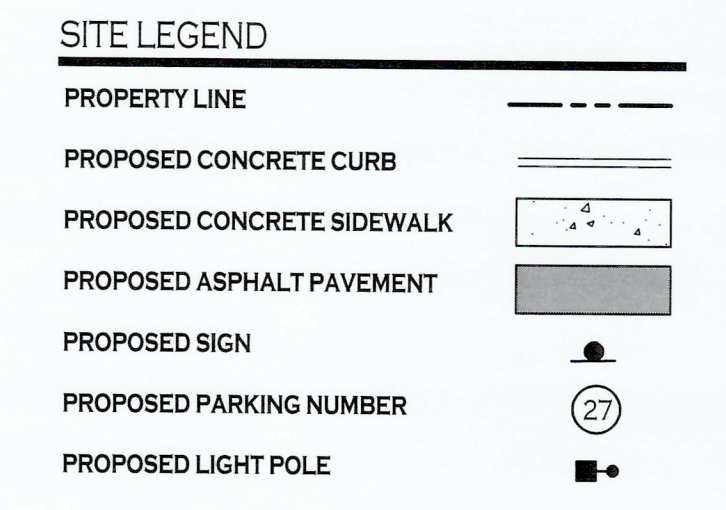 SITE LEGEND
PROPERTY LINE
PROPOSED CONCRETE CURB
PROPOSED CONCRETE SIDEWALK
PROPOSED ASPHALT PAVEMENT
PROPOSED SIGN
PROPOSED PARKING NUMBER 27
PROPOSED LIGHT POLE